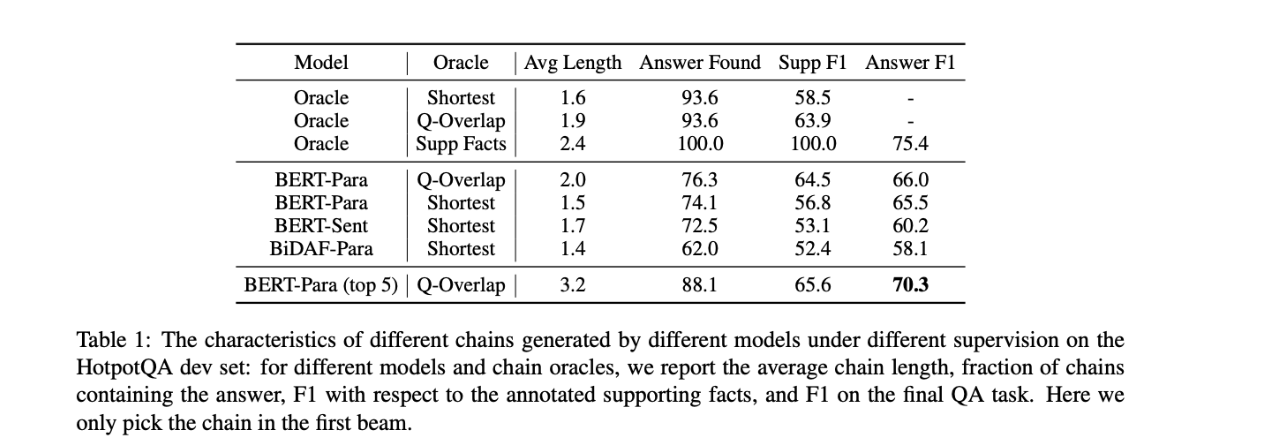 Model Oracle Avg Length Answer Found Supp F1 Answer F1
Oracle Shortest 1.6 93.6 58.5 -
Oracle Q-Overlap 1.9 93.6 63.9 -
Oracle Supp Facts 2.4 100.0 100.0 75.4
BERT-Para Q-Overlap 2.0 76.3 64.5 66.0
BERT-Para Shortest 1.5 74.1 56.8 65.5
BERT-Sent Shortest 1.7 72.5 53.1 60.2
BiDAF-Para Shortest 1.4 62.0 52.4 58.1
BERT-Para (top 5) Q-Overlap 3.2 88.1 65.6 70.3
Table 1: The characteristics of different chains generated by different models under different supervision on the
HotpotQA dev set: for different models and chain oracles, we report the average chain length, fraction of chains
containing the answer, F1 with respect to the annotated supporting facts, and F1 on the final QA task. Here we
only pick the chain in the first beam.